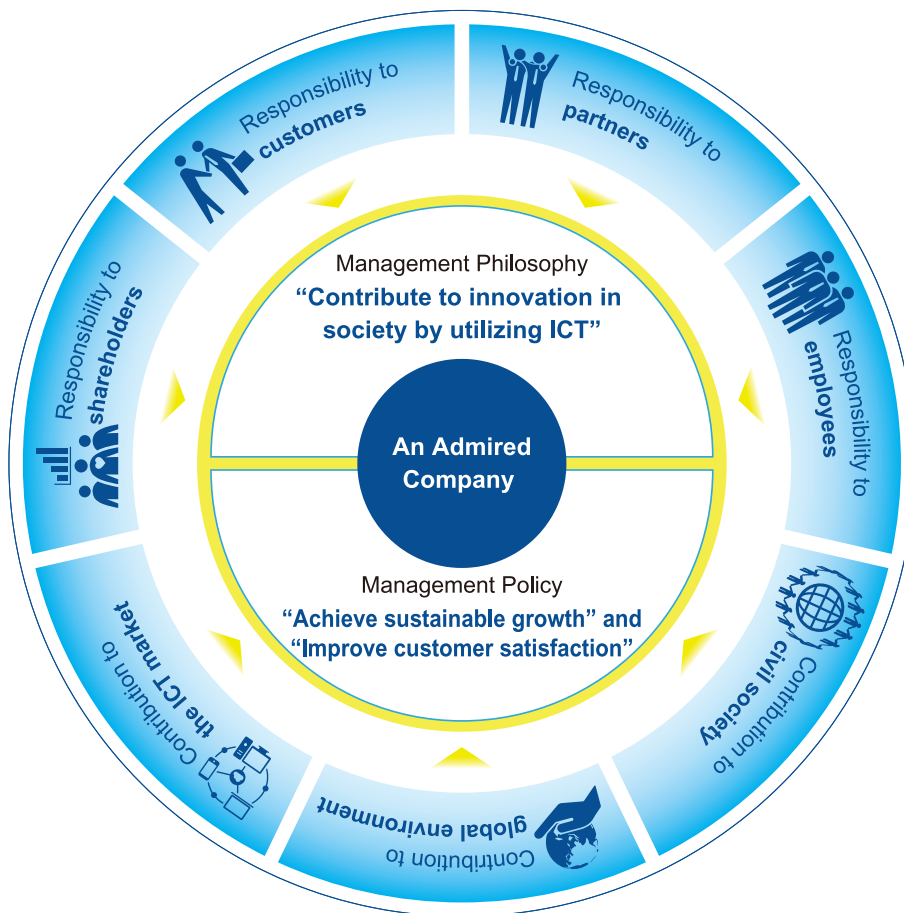 Responsibility to
customers
Responsibility to
partners
Responsibility to
employees
Contribution to
civil society
Contribution to
global environment
Contribution to
the ICT market
Responsibility to
shareholders
Management Philosophy
“Contribute to innovation in
society by utilizing ICT”
An Admired
Company
Management Policy
“Achieve sustainable growth” and
“Improve customer satisfaction”